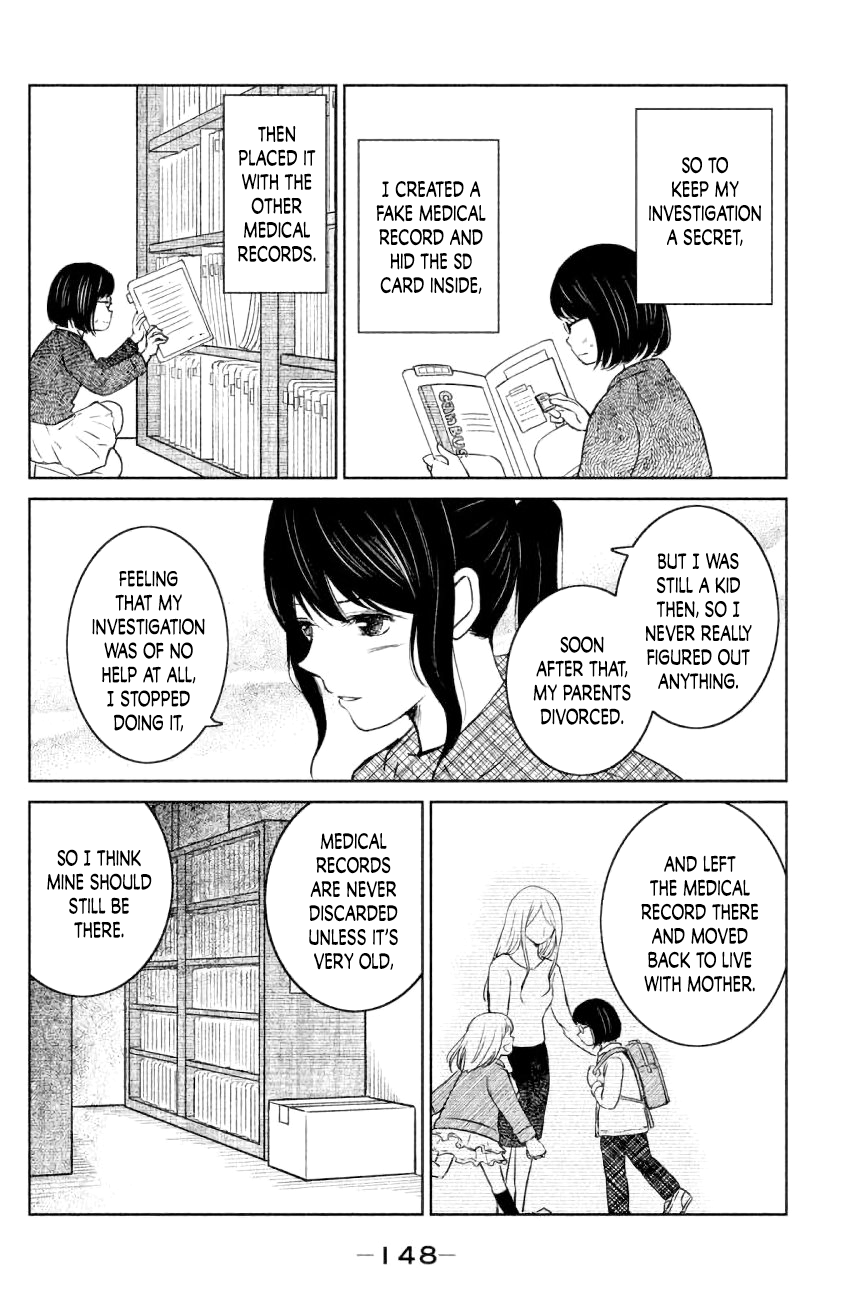 SO TO
KEEP MY
INVESTIGATION
A SECRET,
I CREATED A
FAKE MEDICAL
RECORD AND
HID THE SD
CARD INSIDE,
CamBUS
THEN
PLACED IT
WITH THE
OTHER
MEDICAL
RECORDS.
BUT I WAS
STILL A KID
THEN, SO I
NEVER REALLY
FIGURED OUT
ANYTHING.
SOON
AFTER THAT,
MY PARENTS
DIVORCED.
FEELING
THAT MY
INVESTIGATION
WAS OF NO
HELP AT ALL,
I STOPPED
DOING IT,
AND LEFT
THE MEDICAL
RECORD THERE
AND MOVED
BACK TO LIVE
WITH MOTHER.
MEDICAL
RECORDS
ARE NEVER
DISCARDED
UNLESS IT'S
VERY OLD,
SO I THINK
MINE SHOULD
STILL BE
THERE.
—148—